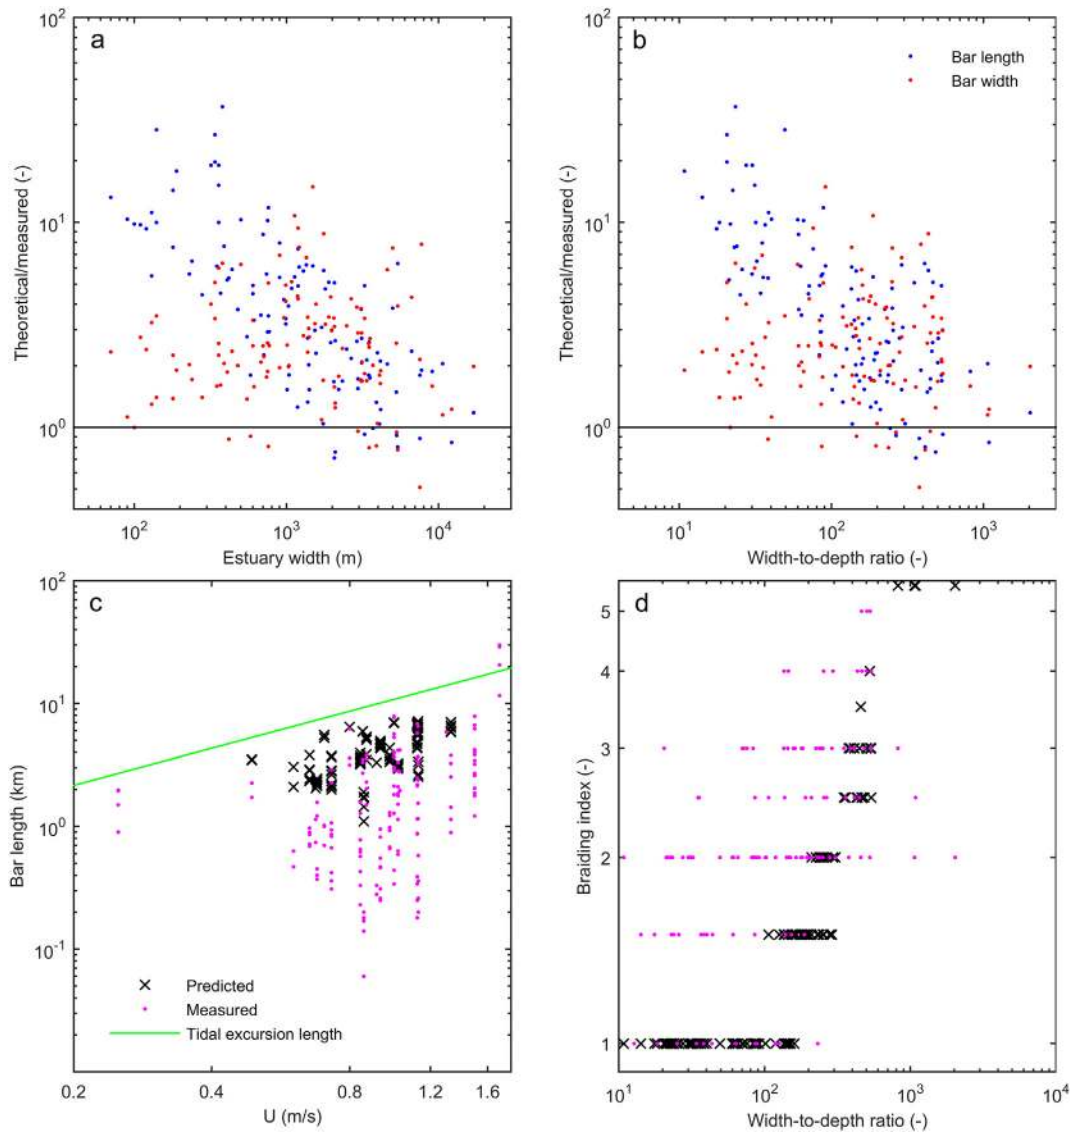 a
10² 
10¹
10⁰
Theoretical/measured (-)
10² 10³ 10⁴
Estuary width (m)
b
Bar length
Bar width
10²
10¹
10⁰
Theoretical/measured (-)
10¹ 10² 10³
Width-to-depth ratio (-)
c
10²
10¹
10⁰
10⁻¹
Bar length (km)
Predicted
Measured
Tidal excursion length
0.2 0.4 0.8 1.2 1.6
U (m/s)
d
5
4
3
2
1
Braiding index (-)
10¹ 10² 10³ 10⁴
Width-to-depth ratio (-)